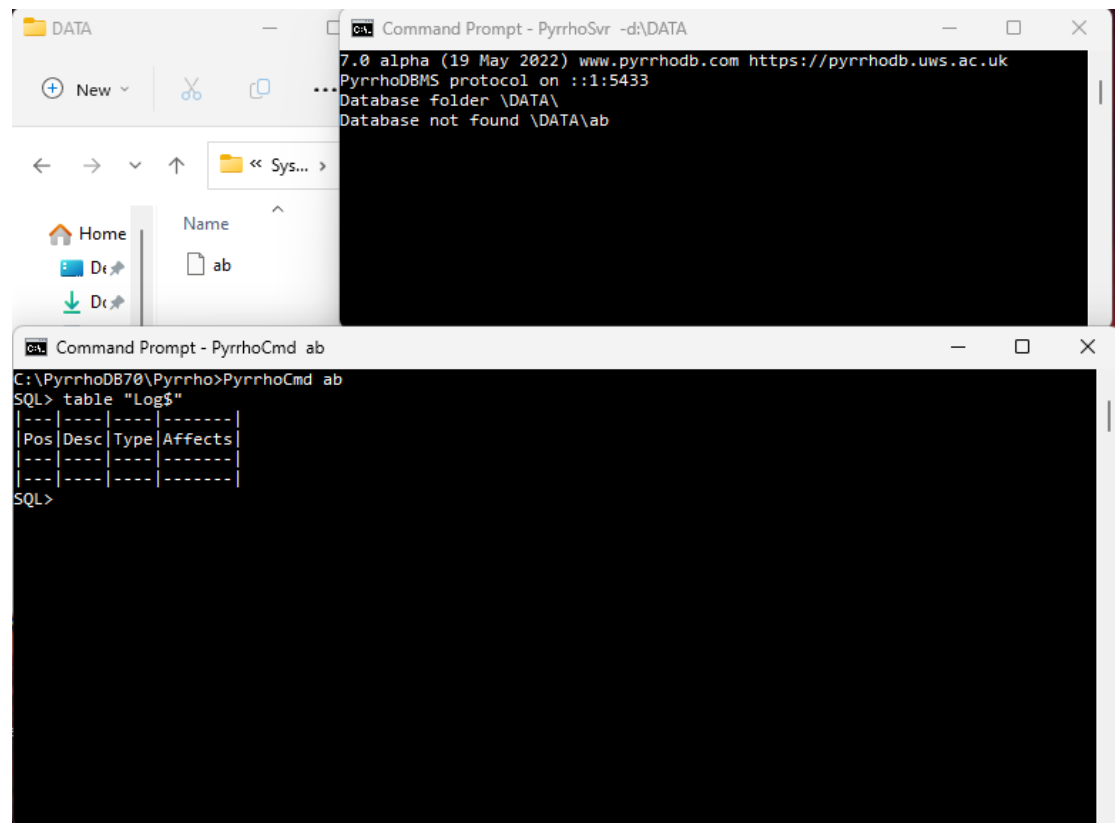 DATA
New
« Sys... ›
Home
De
Do
Name
ab
Command Prompt - PyrrhoSvr -d:\DATA
7.0 alpha (19 May 2022) www.pyrrhodb.com https://pyrrhodb.uws.ac.uk
PyrrhoDBMS protocol on ::1:5433
Database folder \DATA\
Database not found \DATA\ab
Command Prompt - PyrrhoCmd ab
C:\PyrrhoDB70\Pyrrho>PyrrhoCmd ab
SQL> table "Log$"
|---|----|----|-------|
|Pos|Desc|Type|Affects|
|---|----|----|-------|
|---|----|----|-------|
SQL>